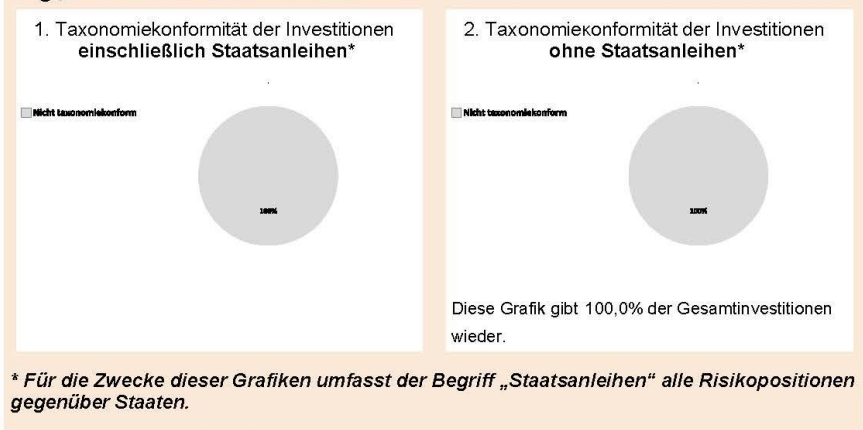 1. Taxonomiekonformität der Investitionen
einschließlich Staatsanleihen*
Nicht taxonomiekonform
100%
2. Taxonomieкonformität der Investitionen
ohne Staatsanleihen*
Nicht taxonomiekonform
100%
Diese Grafik gibt 100,0% der Gesamtinvestitionen
wieder.
* Für die Zwecke dieser Grafiken umfasst der Begriff „Staatsanleihen“ alle Risikopositionen
gegenüber Staaten.